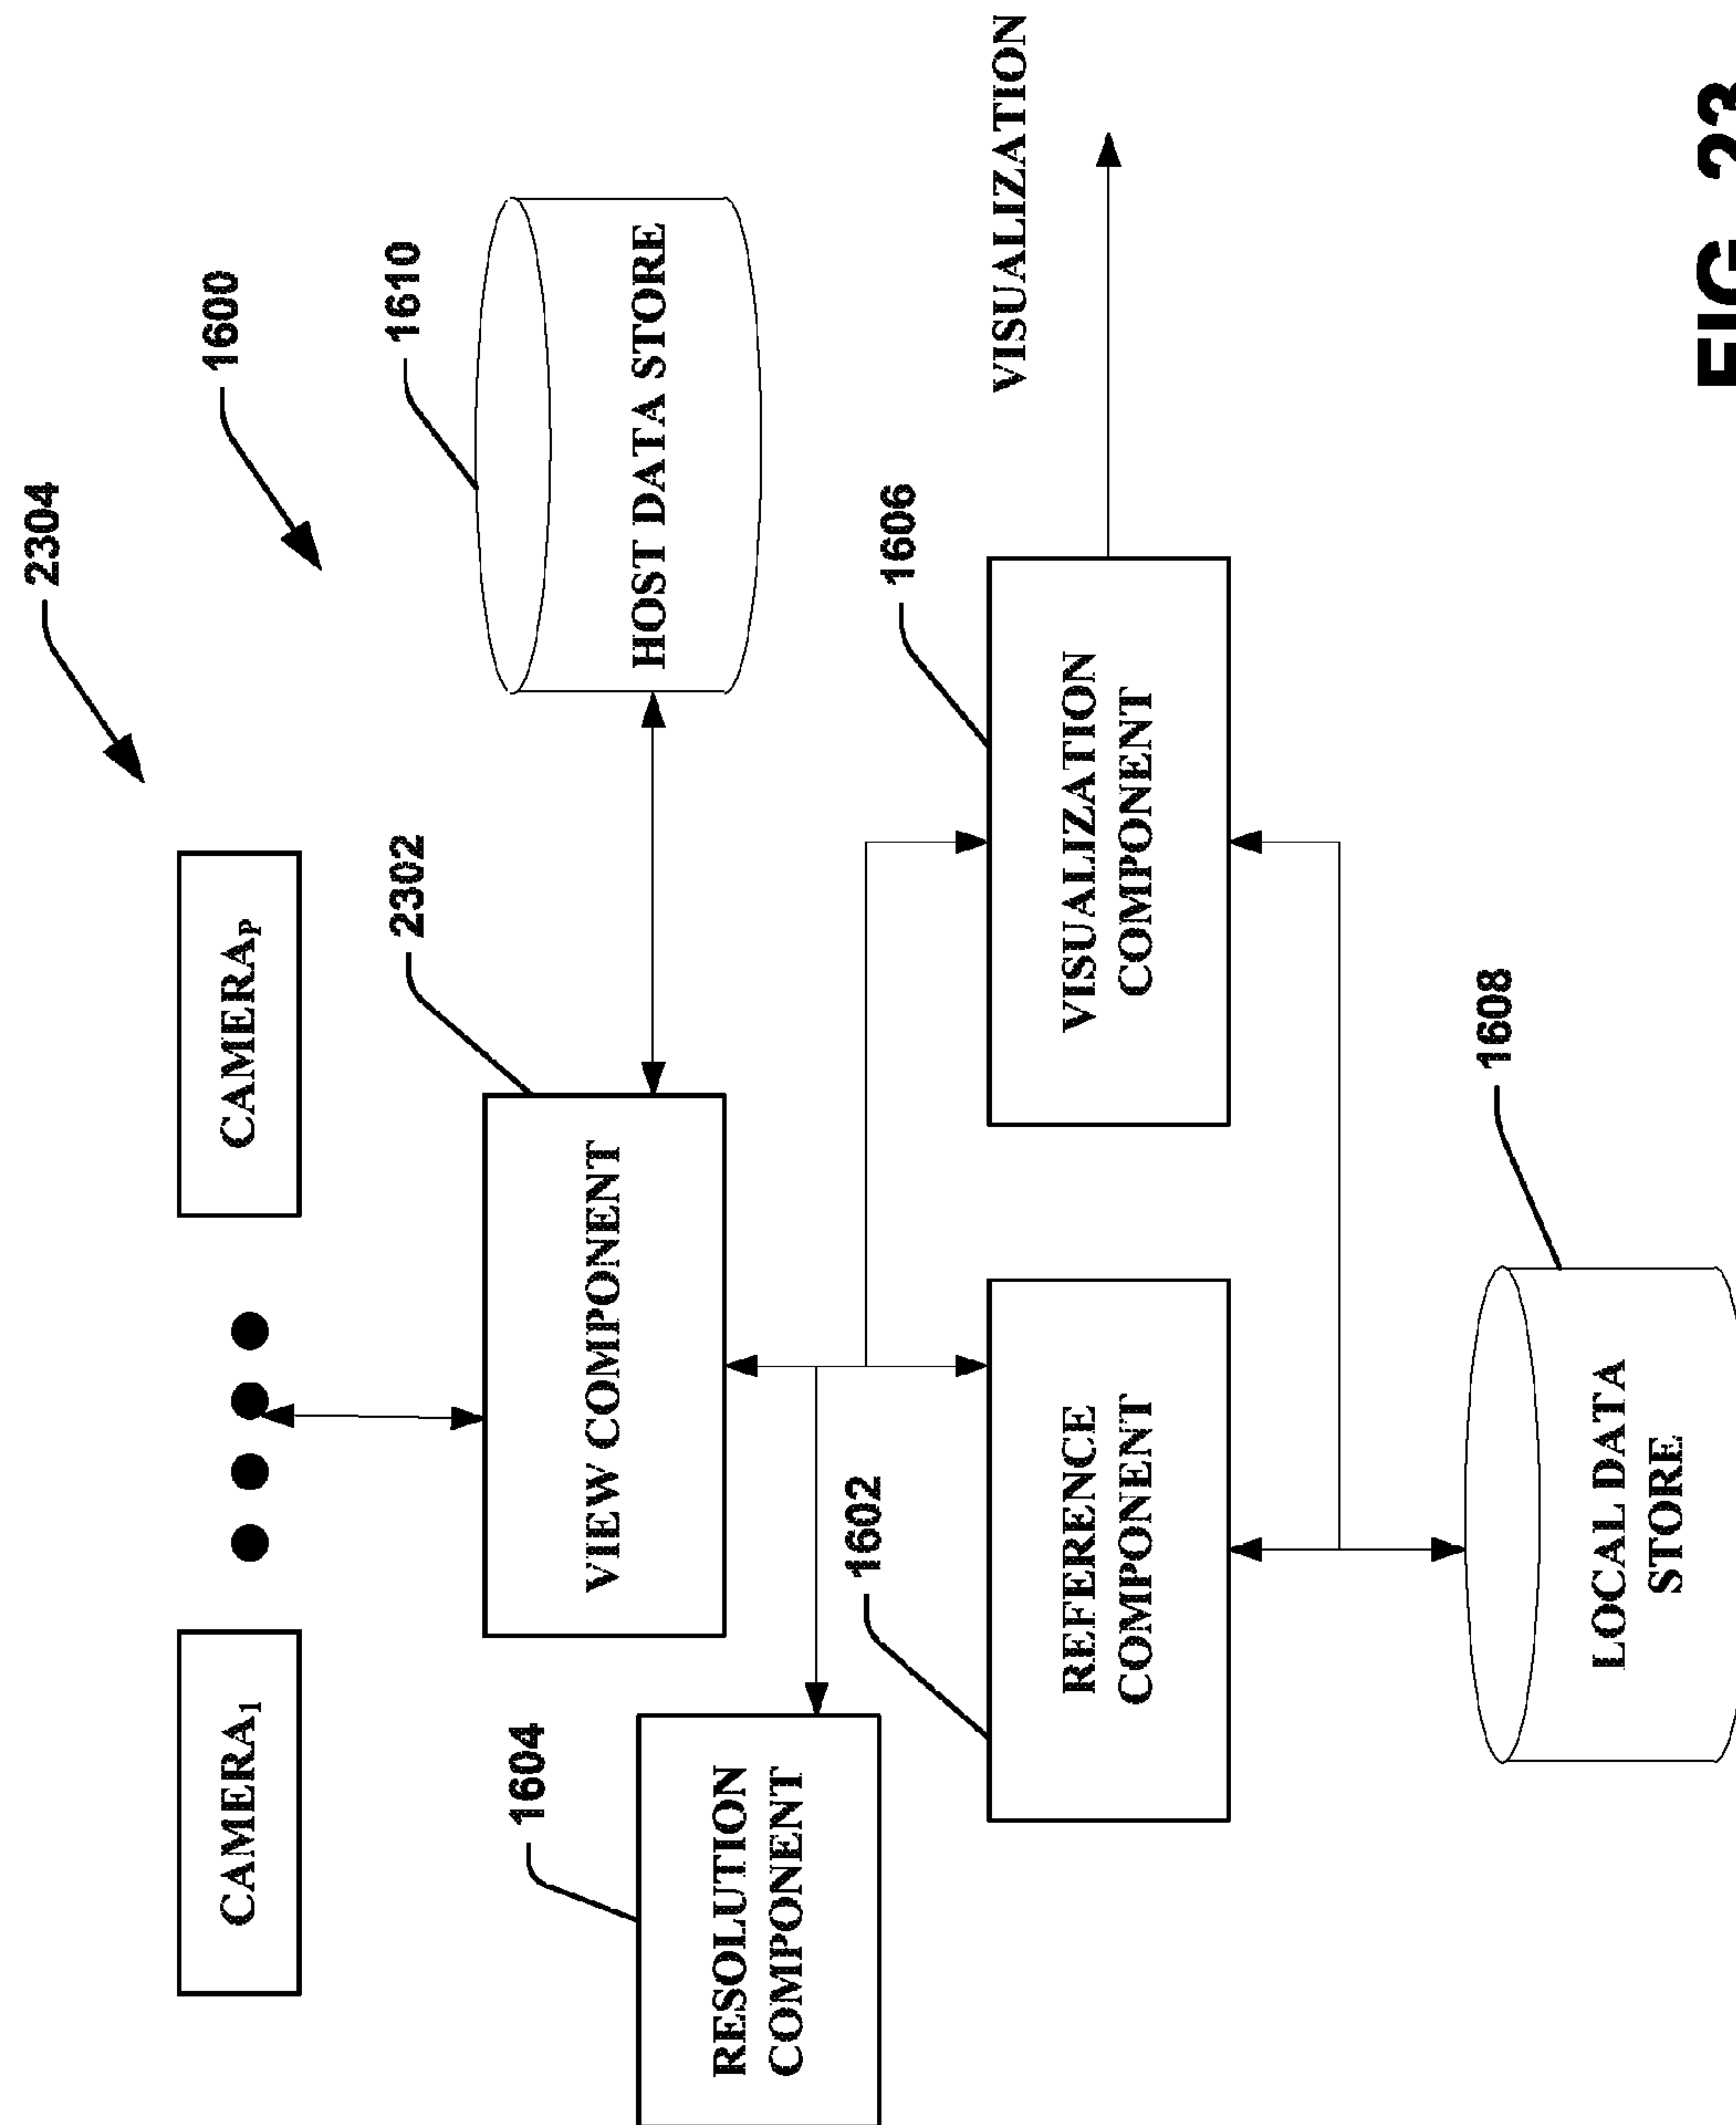 2304
1600
CAMERA1
CAMERAP
1610
2302
HOST DATA STORE
VIEW COMPONENT
1604
RESOLUTION
COMPONENT
1602
1606
REFERENCE
COMPONENT
VISUALIZATION
COMPONENT
VISUALIZATION
1608
LOCAL DATA
STORE
FIG. 23